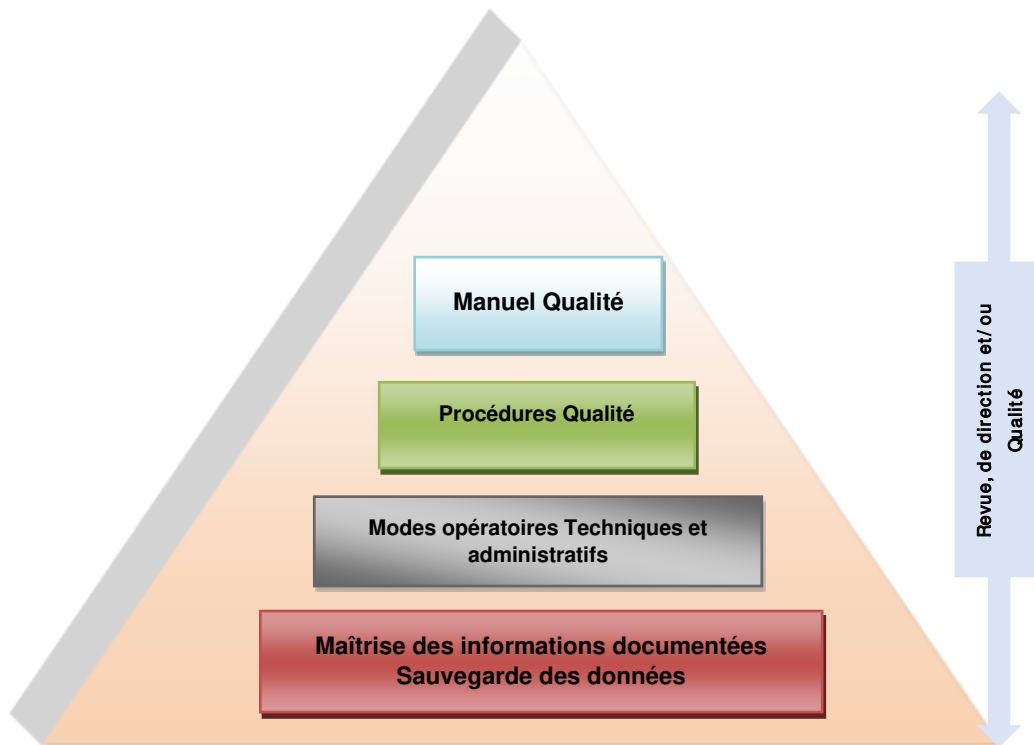 Manuel Qualité
Procédures Qualité
Modes opératoires Techniques et
administratifs
Maîtrise des informations documentées
Sauvegarde des données
Revue, de direction et/ou
Qualité